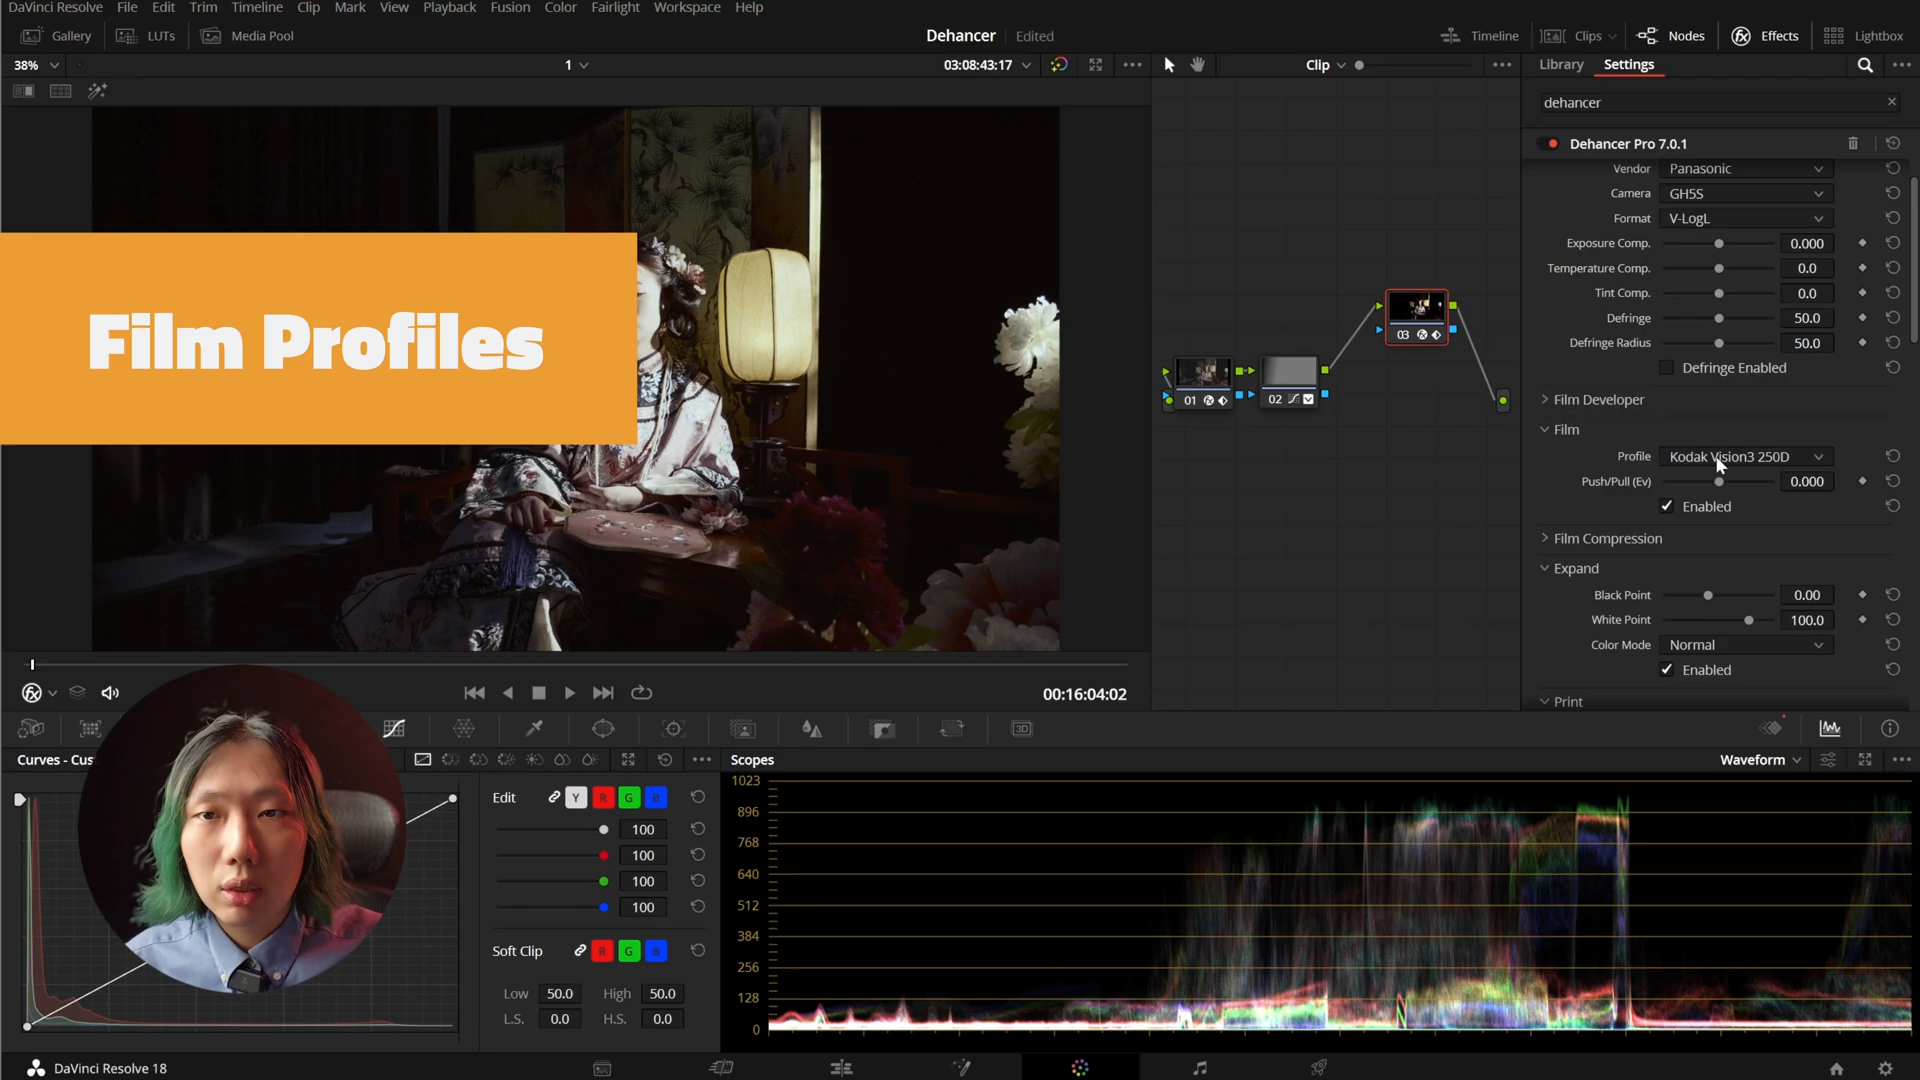 DaVinci Resolve File Edit Trim Timeline Clip Mark View Playback Fusion Color Fairlight Workspace Help
Gallery LUTs Media Pool Dehancer Edited Timeline Clips Nodes Effects Lightbox
38% 1 03:08:43:17 Clip Library Settings
dehancer
Dehancer Pro 7.0.1
Vendor Panasonic
Camera GH5S
Format V-LogL
Exposure Comp. 0.000
Temperature Comp. 0.0
Tint Comp. 0.0
Defringe 50.0
Defringe Radius 50.0
Defringe Enabled
Film Developer
Film
Profile Kodak Vision3 250D
Push/Pull (Ev) 0.000
Enabled
Film Compression
Expand
Black Point 0.00
White Point 100.0
Color Mode Normal
Enabled
Print
Film Profiles
01 02 03
00:16:04:02
3D
Curves - Cus
Edit Y R G B
100
100
100
100
Soft Clip R G B
Low 50.0 High 50.0
L.S. 0.0 H.S. 0.0
Scopes Waveform
1023
896
768
640
512
384
256
128
0
DaVinci Resolve 18